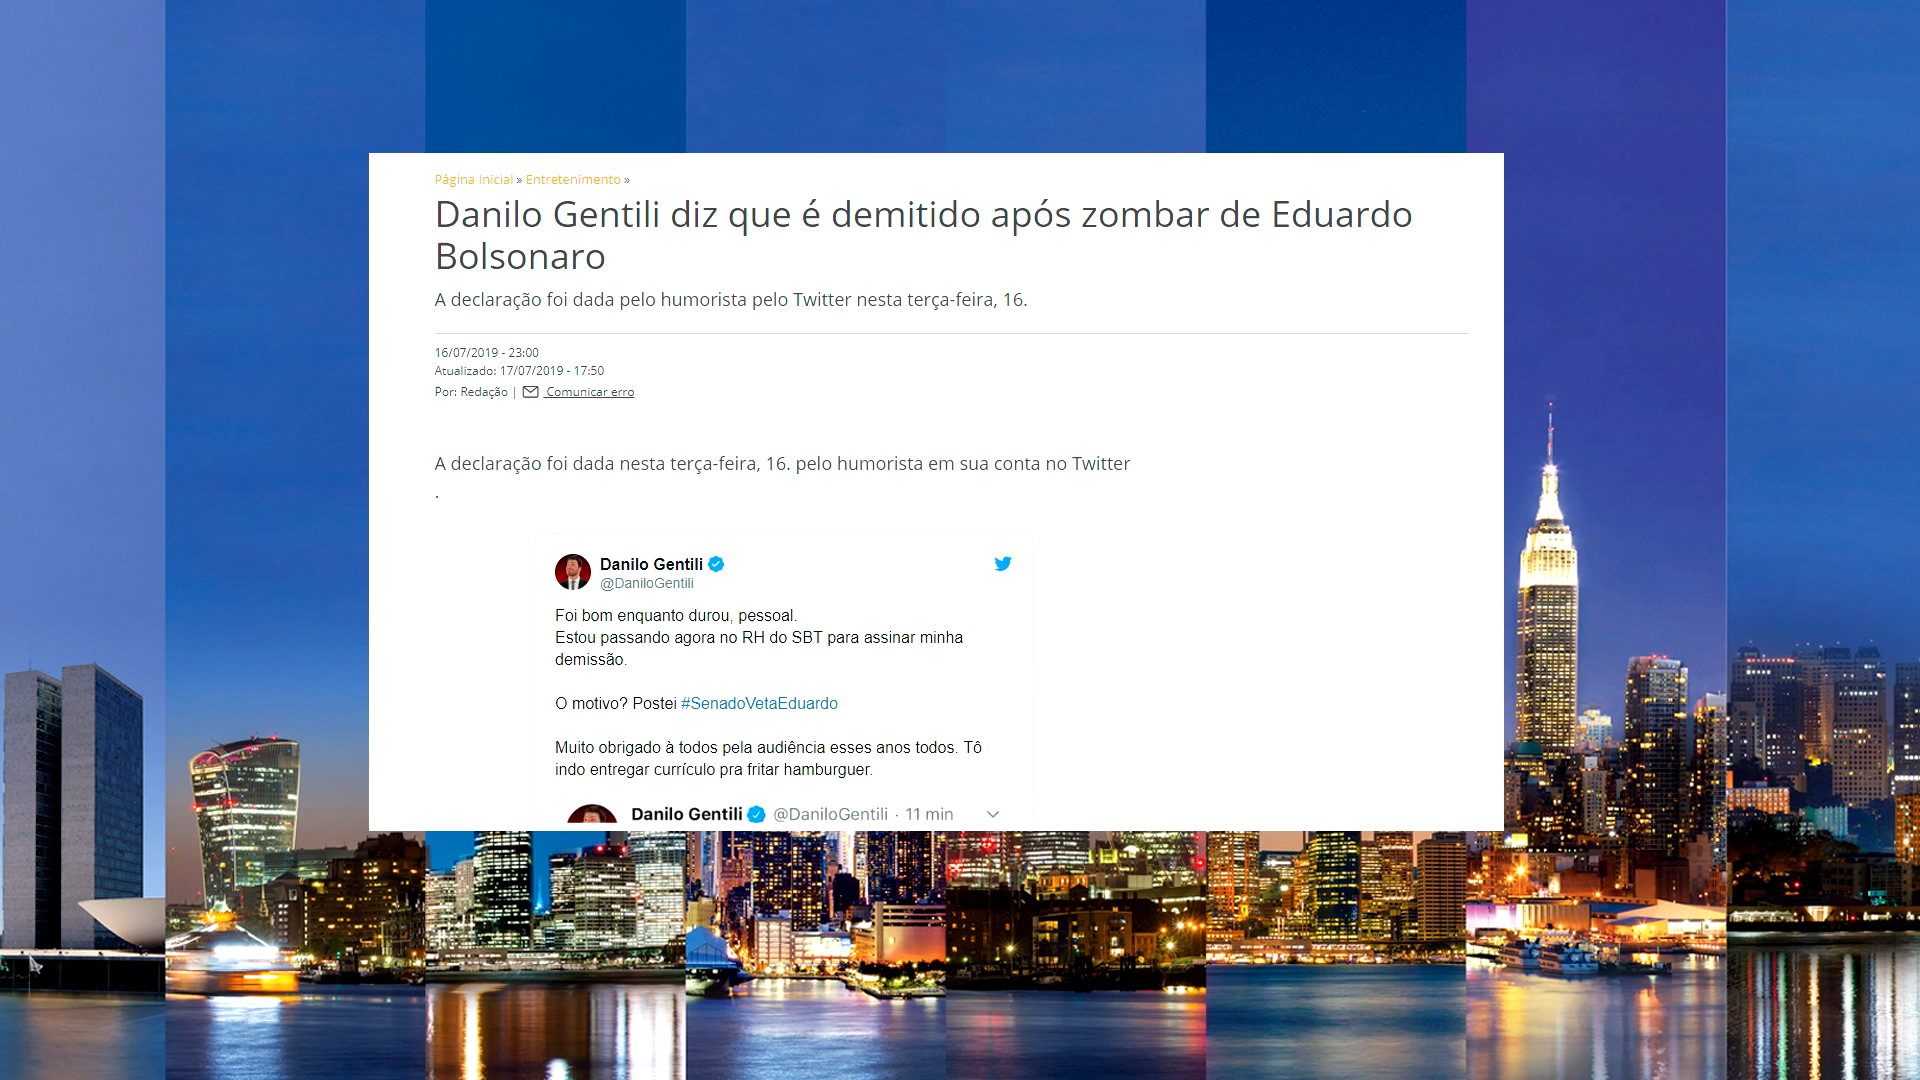 Página Inicial » Entretenimento »
Danilo Gentili diz que é demitido após zombar de Eduardo
Bolsonaro
A declaração foi dada pelo humorista pelo Twitter nesta terça-feira, 16.
16/07/2019 - 23:00
Atualizado: 17/07/2019 - 17:50
Por: Redação | Comunicar erro
A declaração foi dada nesta terça-feira, 16. pelo humorista em sua conta no Twitter
.
Danilo Gentili
@DaniloGentili
Foi bom enquanto durou, pessoal.
Estou passando agora no RH do SBT para assinar minha
demissão.
O motivo? Postei #SenadoVetaEduardo
Muito obrigado à todos pela audiência esses anos todos. Tô
indo entregar currículo pra fritar hamburguer.
Danilo Gentili @DaniloGentili · 11 min